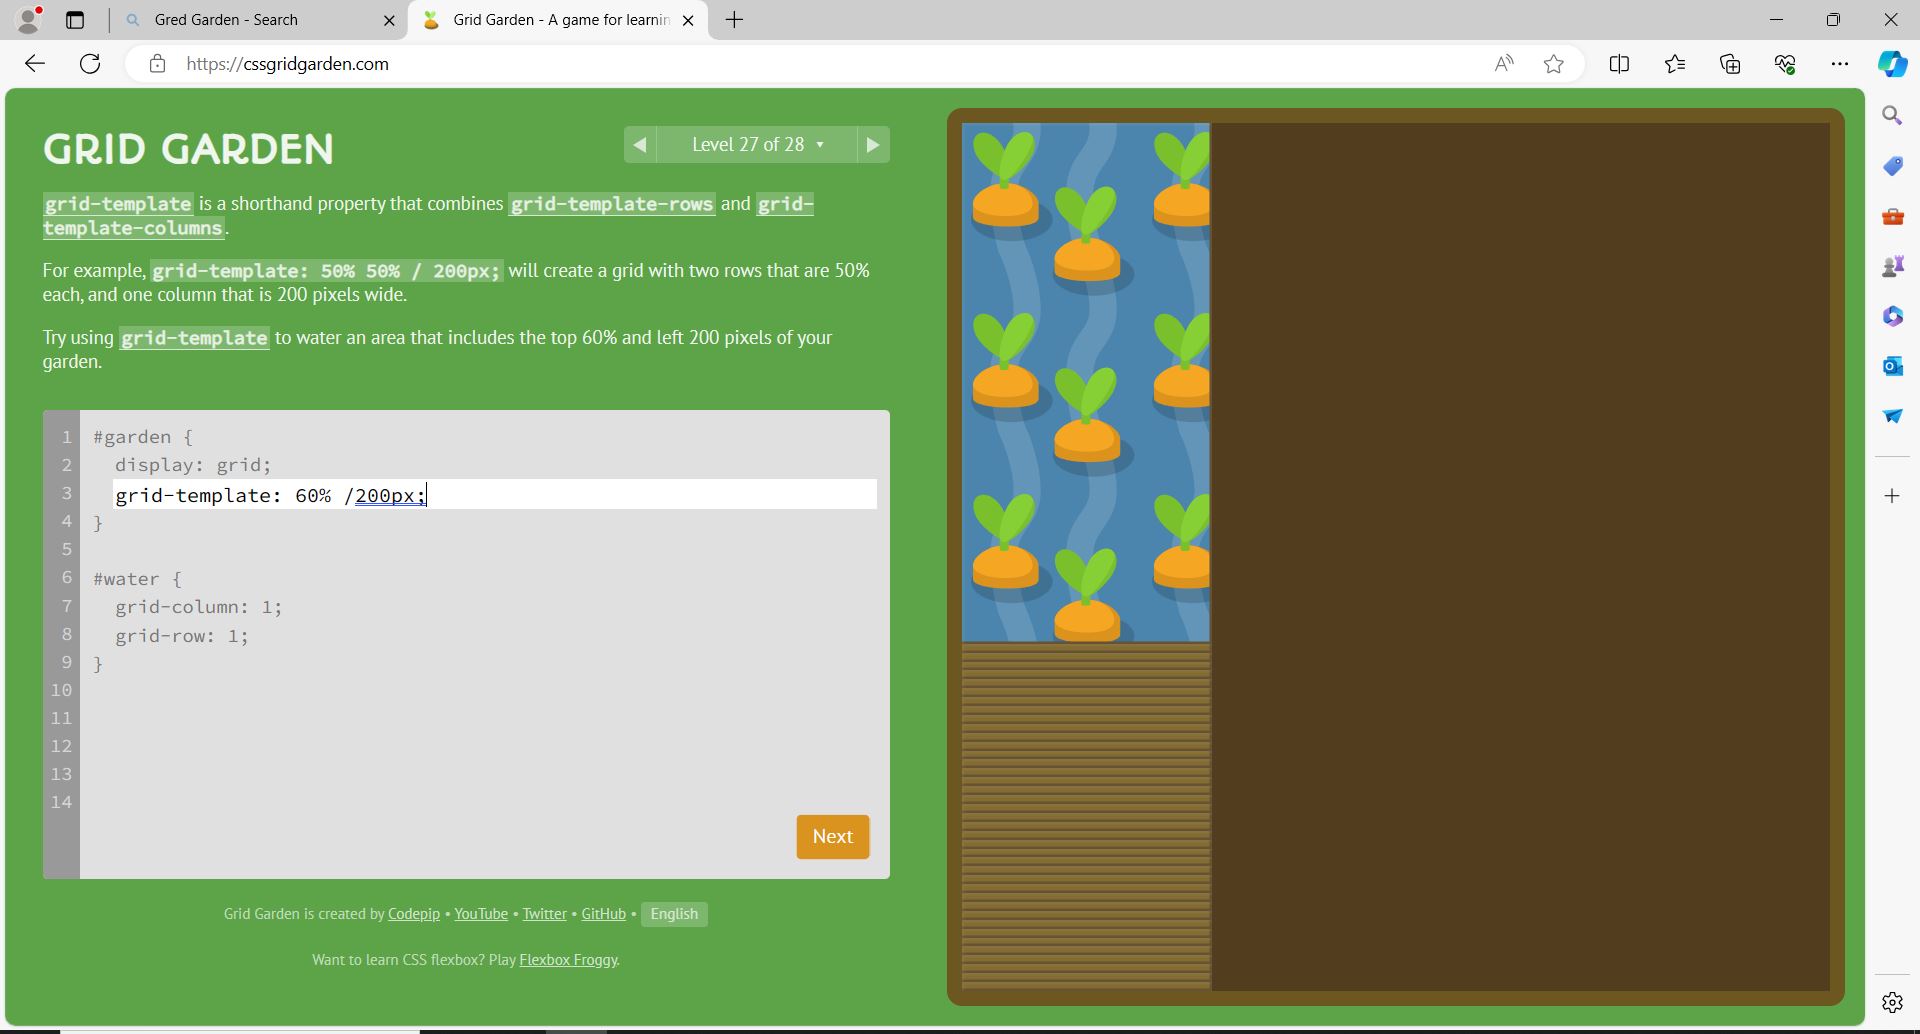 Gred Garden - Search
Grid Garden - A game for learnin
https://cssgridgarden.com
GRID GARDEN
Level 27 of 28
grid-template is a shorthand property that combines grid-template-rows and grid-
template-columns.
For example, grid-template: 50% 50% / 200px; will create a grid with two rows that are 50%
each, and one column that is 200 pixels wide.
Try using grid-template to water an area that includes the top 60% and left 200 pixels of your
garden.
1 #garden {
2 display: grid;
3 grid-template: 60% /200px;
4 }
5
6 #water {
7 grid-column: 1;
8 grid-row: 1;
9 }
10
11
12
13
14
Next
Grid Garden is created by Codepip • YouTube • Twitter • GitHub • English
Want to learn CSS flexbox? Play Flexbox Froggy.